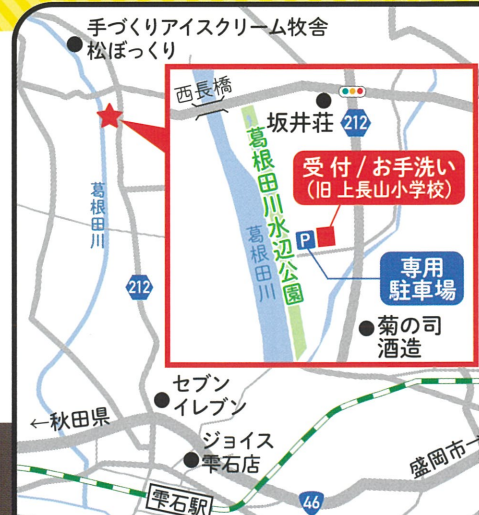 手づくりアイスクリーム牧舎
松ぼっくり
西長橋
坂井荘
212
葛根田川水辺公園
葛根田川
受付/お手洗い
(旧 上長山小学校)
P
専用
駐車場
菊の司
酒造
葛根田川
212
セブン
イレブン
←秋田県
ジョイス
雫石店
雫石駅
46
盛岡市→